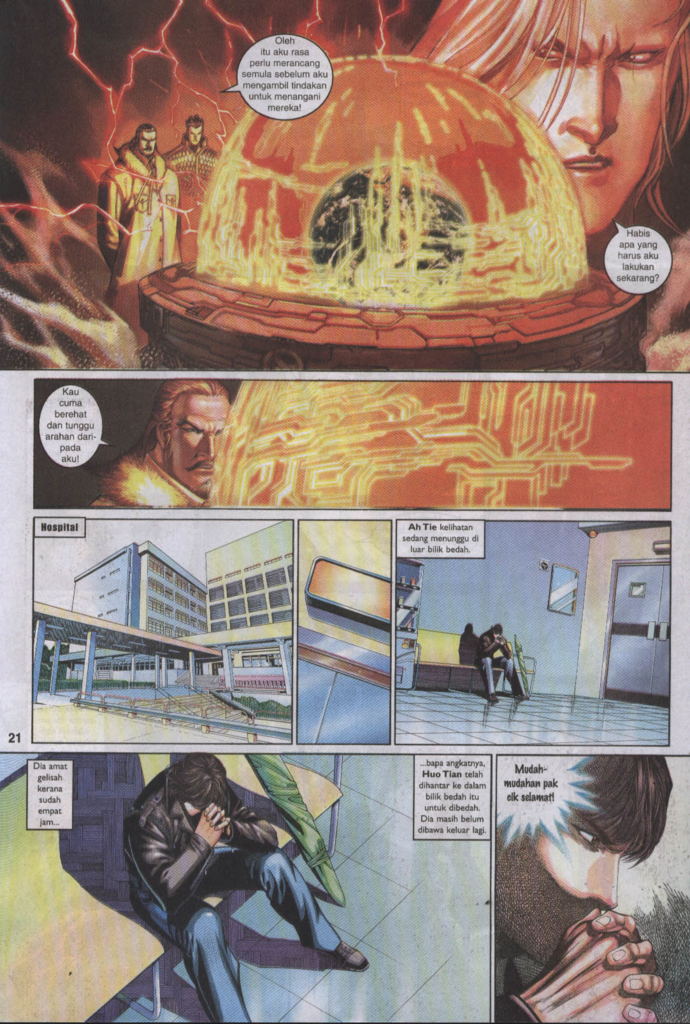 Oleh
itu aku rasa
perlu merancang
semula sebelum aku
mengambil tindakan
untuk menangani
mereka!
Habis
apa yang
harus aku
lakukan
sekarang?
Kau
cuma
berehat
dan tunggu
arahan dari-
pada
aku!
Hospital
Ah Tie kelihatan
sedang menunggu di
luar bilik bedah.
21
Dia amat
gelisah
kerana
sudah
empat
jam...
...bapa angkatnya,
Huo Tian telah
dihantar ke dalam
bilik bedah itu
untuk dibedah.
Dia masih belum
dibawa keluar lagi.
Mudah-
mudahan pak
cik selamat!